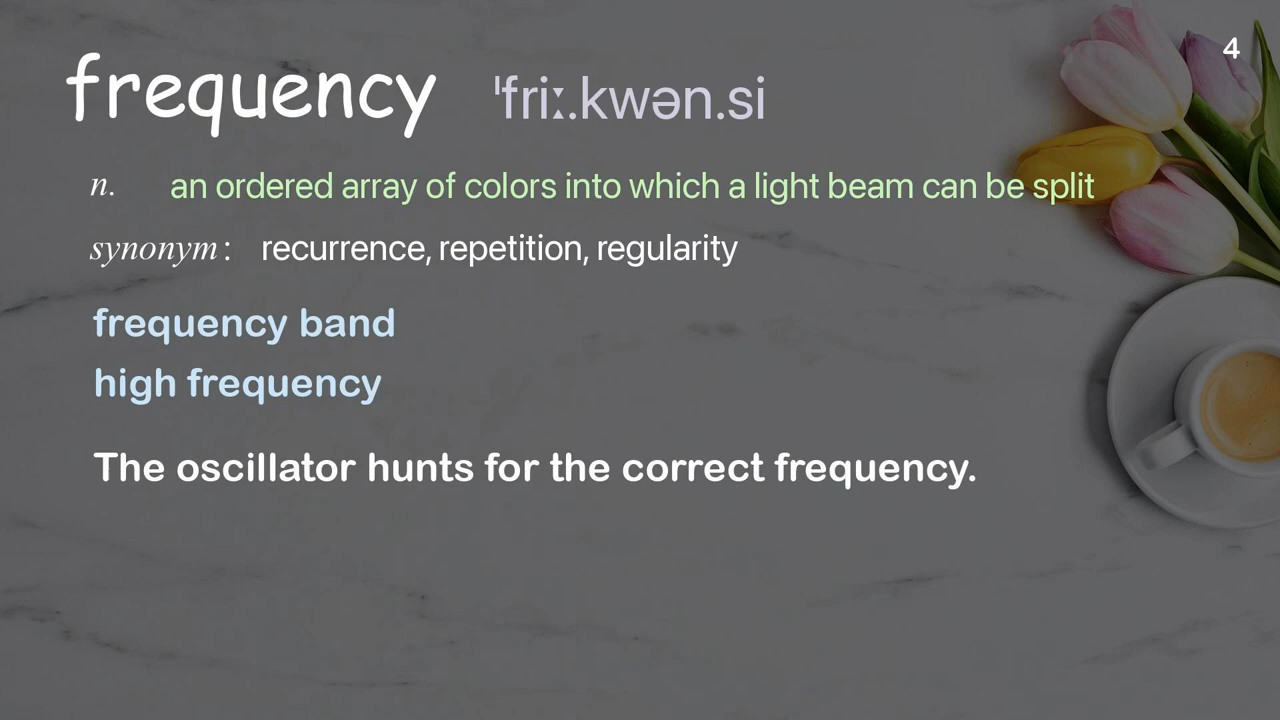 4
frequency ˈfriː.kwən.si
n. an ordered array of colors into which a light beam can be split
synonym: recurrence, repetition, regularity
frequency band
high frequency
The oscillator hunts for the correct frequency.